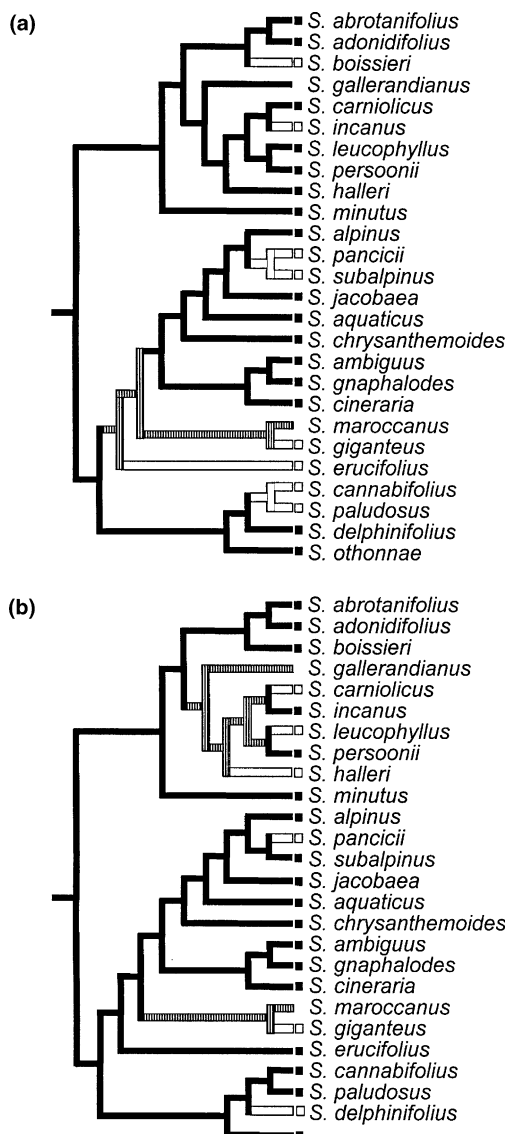 (a)
S. abrotanifolius
S. adonidifolius
S. boissieri
S. gallerandianus
S. carniolicus
S. incanus
S. leucophyllus
S. persoonii
S. halleri
S. minutus
S. alpinus
S. pancicii
S. subalpinus
S. jacobaea
S. aquaticus
S. chrysanthemoides
S. ambiguus
S. gnaphalodes
S. cineraria
S. maroccanus
S. giganteus
S. erucifolius
S. cannabifolius
S. paludosus
S. delphinifolius
S. othonnae
(b)
S. abrotanifolius
S. adonidifolius
S. boissieri
S. gallerandianus
S. carniolicus
S. incanus
S. leucophyllus
S. persoonii
S. halleri
S. minutus
S. alpinus
S. pancicii
S. subalpinus
S. jacobaea
S. aquaticus
S. chrysanthemoides
S. ambiguus
S. gnaphalodes
S. cineraria
S. maroccanus
S. giganteus
S. erucifolius
S. cannabifolius
S. paludosus
S. delphinifolius